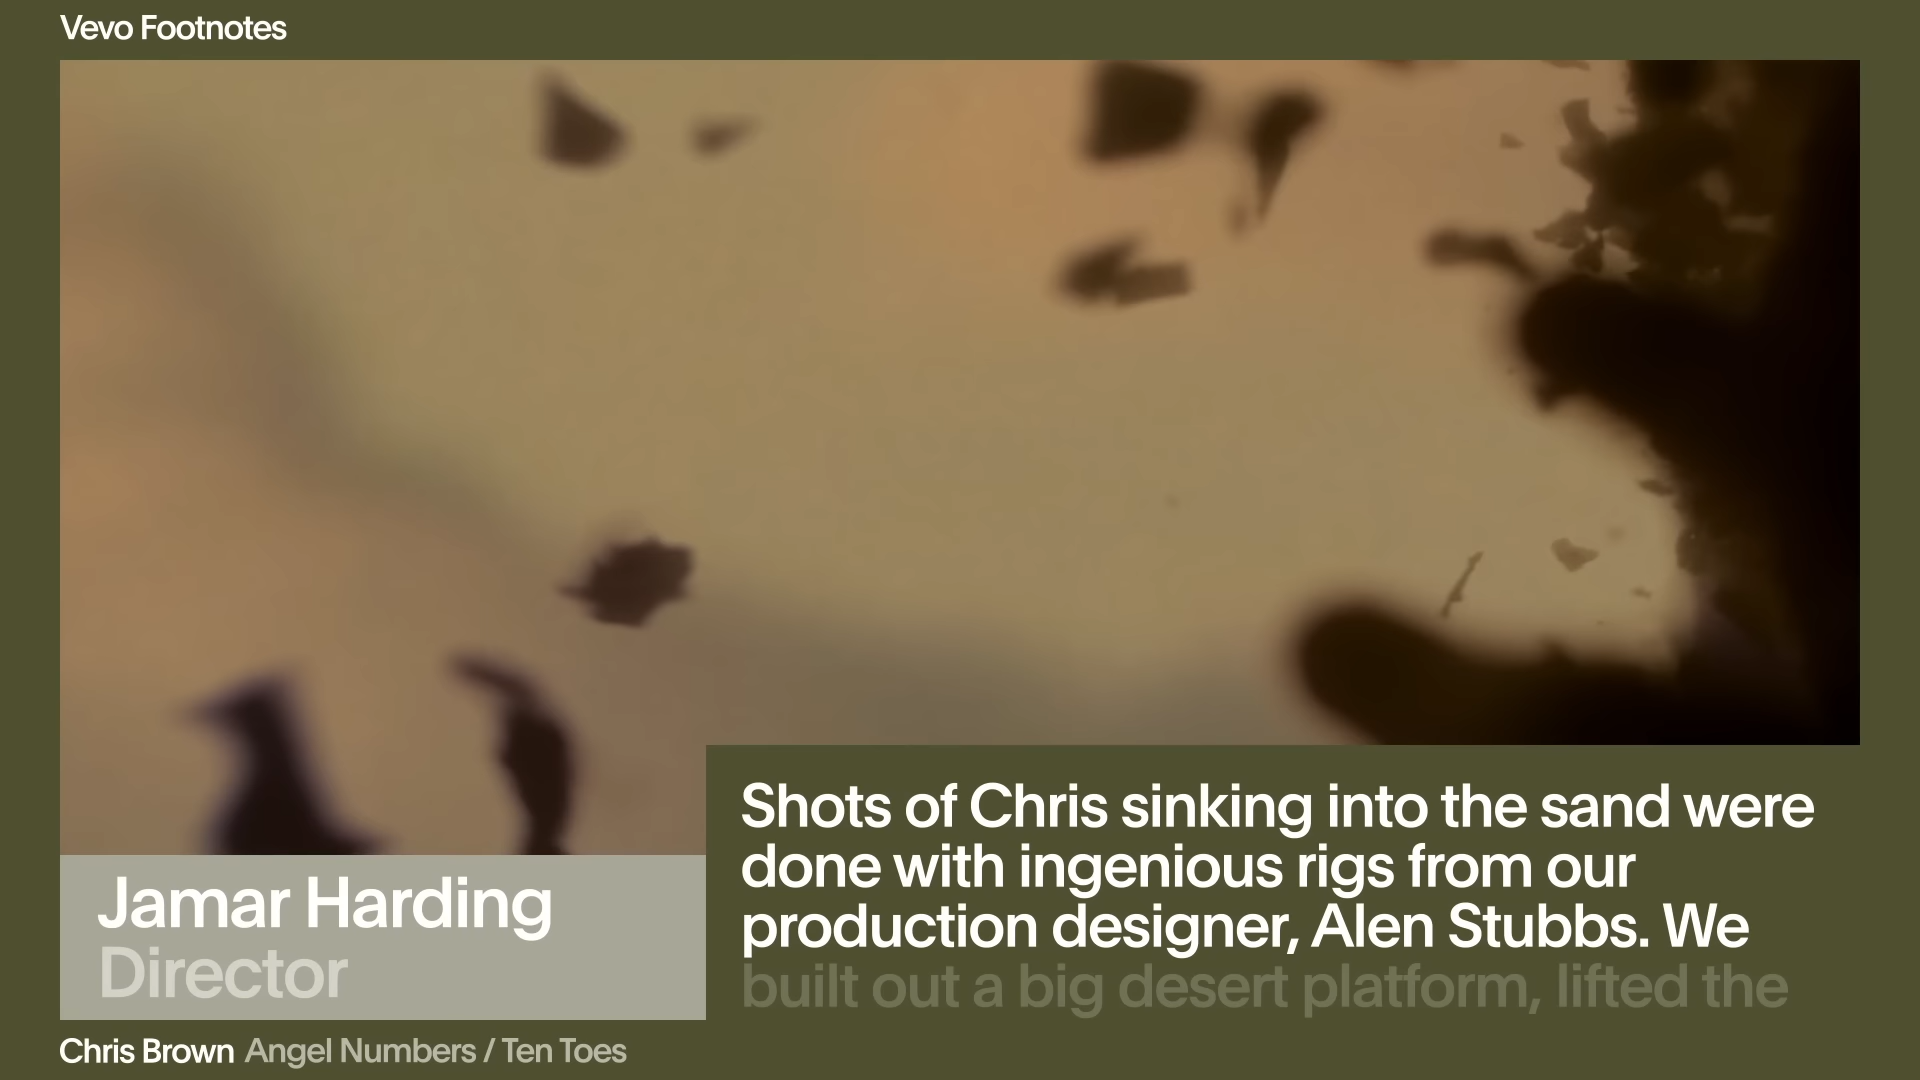 Vevo Footnotes
Jamar Harding
Director
Shots of Chris sinking into the sand were
done with ingenious rigs from our
production designer, Alen Stubbs. We
built out a big desert platform, lifted the
Chris Brown Angel Numbers / Ten Toes